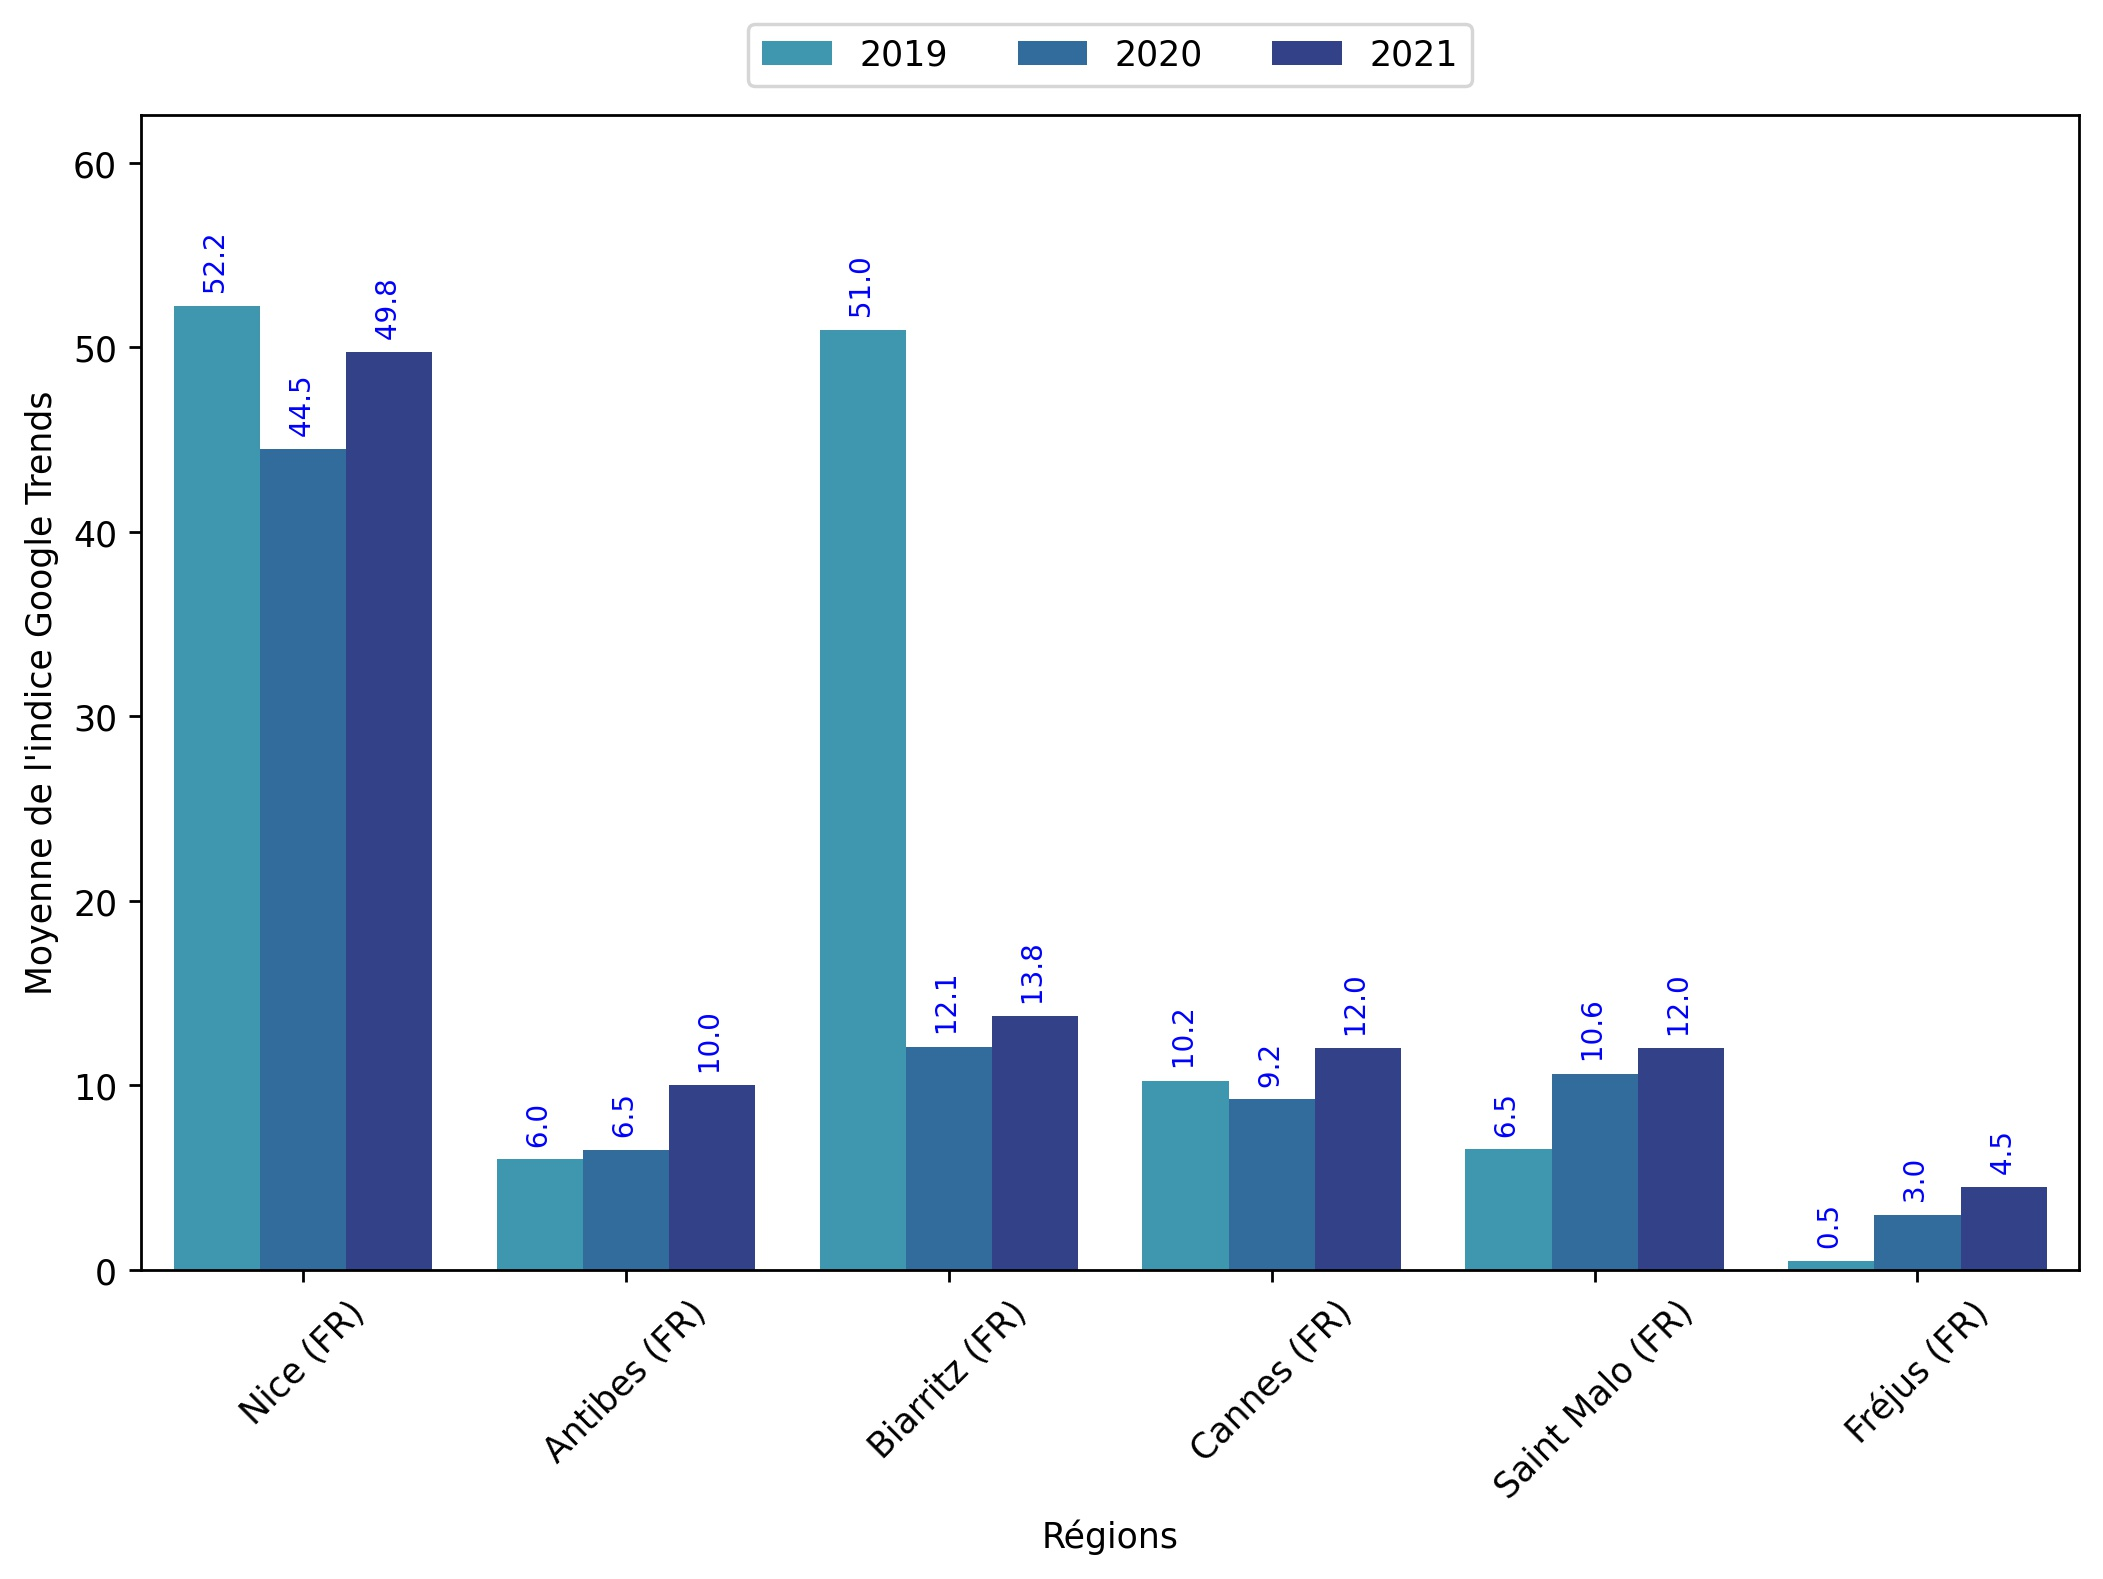 2019 2020 2021
Moyenne de l'indice Google Trends
60
50
40
30
20
10
0
52.2
44.5
49.8
6.0
6.5
10.0
51.0
12.1
13.8
10.2
9.2
12.0
6.5
10.6
12.0
0.5
3.0
4.5
Nice (FR)
Antibes (FR)
Biarritz (FR)
Cannes (FR)
Saint Malo (FR)
Fréjus (FR)
Régions